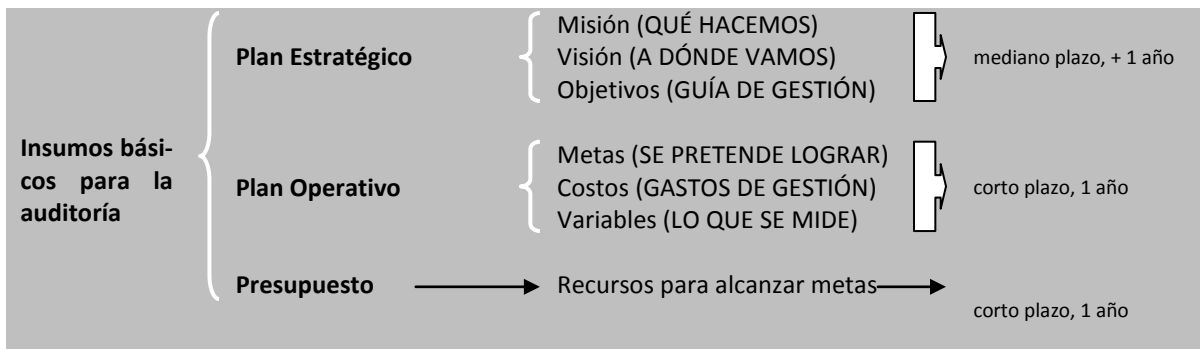 Insumos bási-
cos para la
auditoría
Plan Estratégico
Misión (QUÉ HACEMOS)
Visión (A DÓNDE VAMOS)
Objetivos (GUÍA DE GESTIÓN)
mediano plazo, + 1 año
Plan Operativo
Metas (SE PRETENDE LOGRAR)
Costos (GASTOS DE GESTIÓN)
Variables (LO QUE SE MIDE)
corto plazo, 1 año
Presupuesto
Recursos para alcanzar metas
corto plazo, 1 año